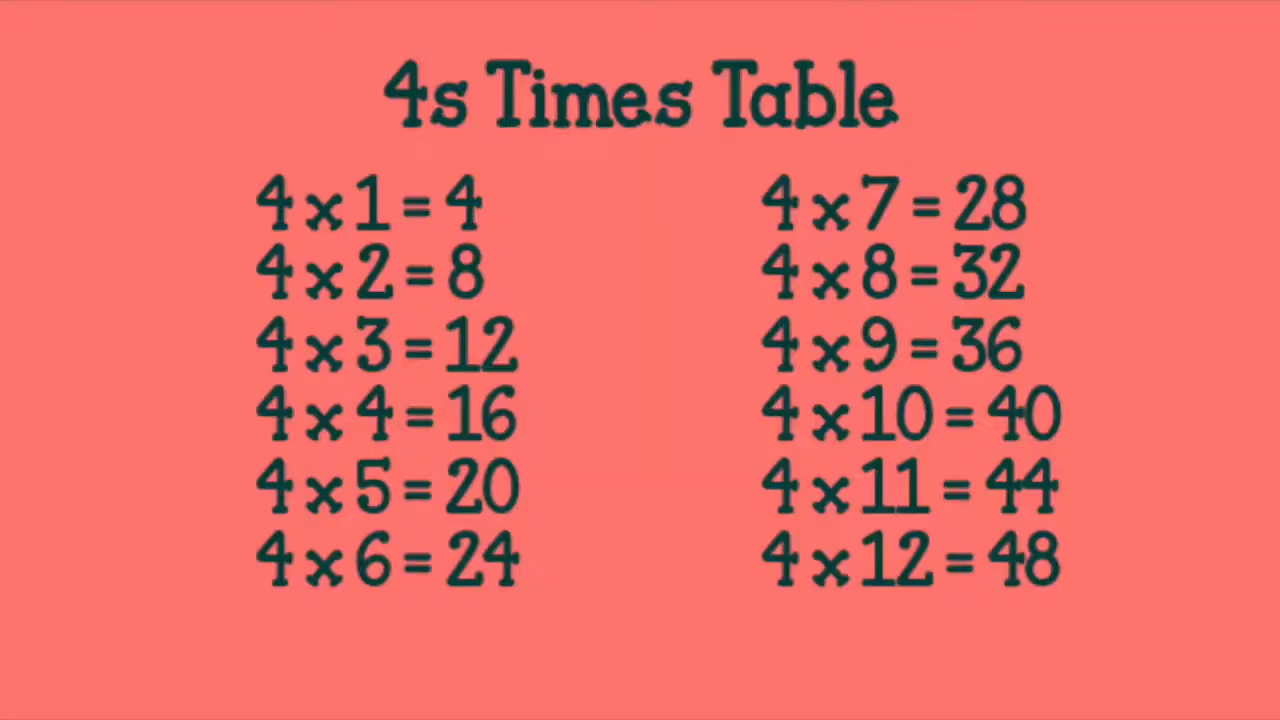 4s Times Table
4 x 1 = 4
4 x 2 = 8
4 x 3 = 12
4 x 4 = 16
4 x 5 = 20
4 x 6 = 24
4 x 7 = 28
4 x 8 = 32
4 x 9 = 36
4 x 10 = 40
4 x 11 = 44
4 x 12 = 48